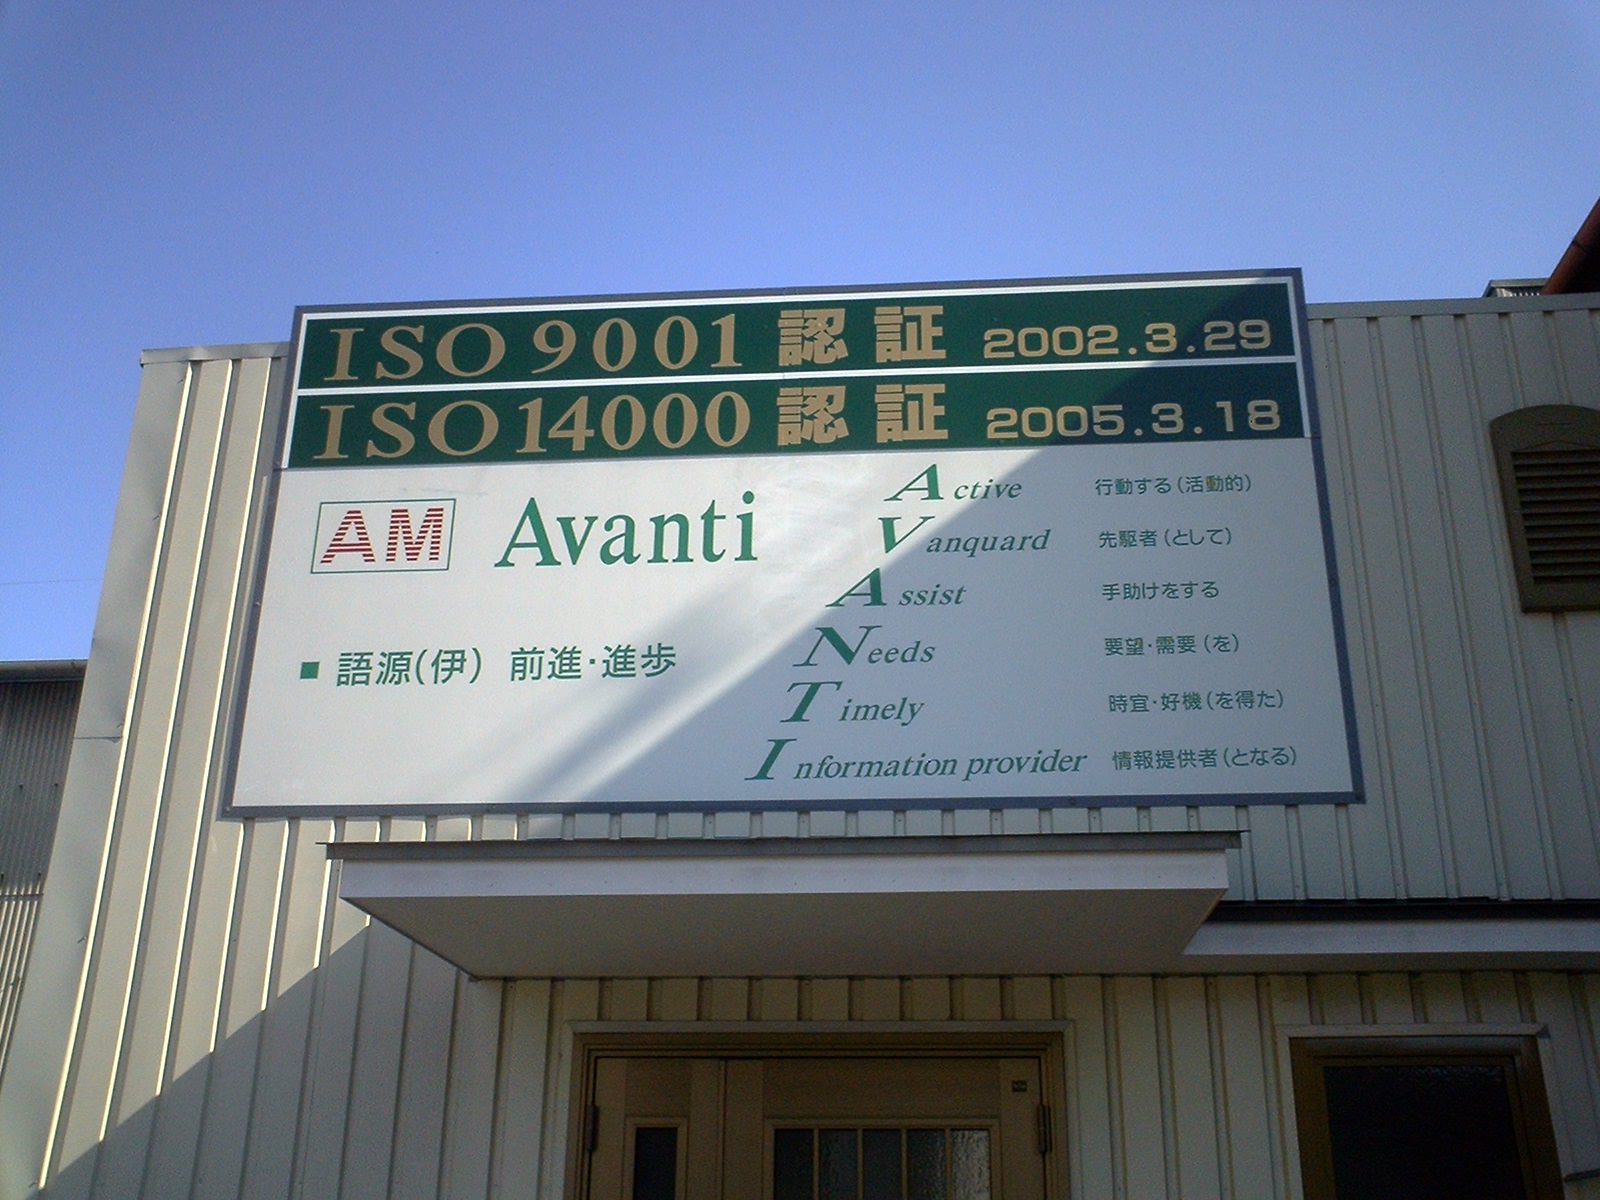 ISO 9001 認証 2002.3.29
ISO 14000 認証 2005.3.18
AM Avanti
■ 語源(伊) 前進・進歩
Active 行動する(活動的)
Vanquard 先駆者(として)
Assist 手助けをする
Needs 要望・需要(を)
Timely 時宜・好機(を得た)
Information provider 情報提供者(となる)